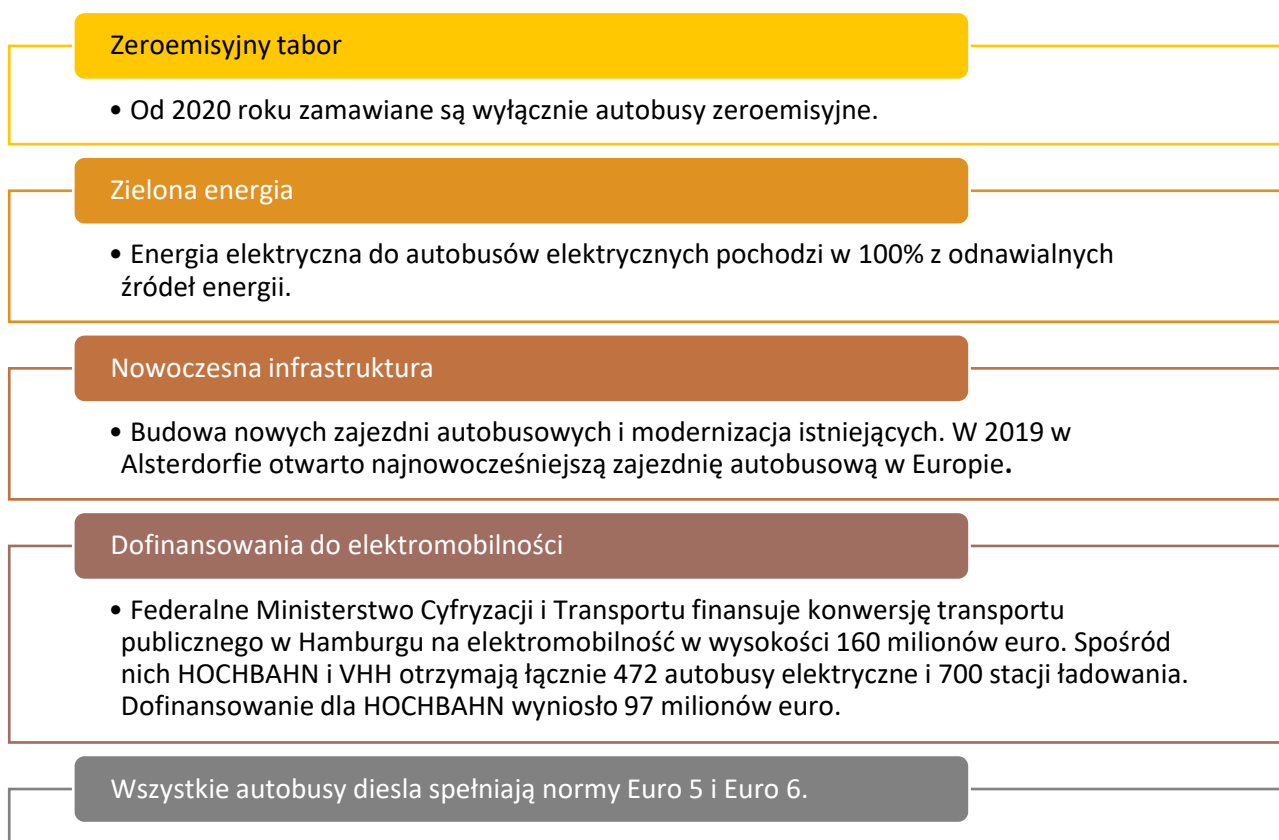 Zeroemisyjny tabor
• Od 2020 roku zamawiane są wyłącznie autobusy zeroemisyjne.
Zielona energia
• Energia elektryczna do autobusów elektrycznych pochodzi w 100% z odnawialnych
źródeł energii.
Nowoczesna infrastruktura
• Budowa nowych zajezdni autobusowych i modernizacja istniejących. W 2019 w
Alsterdorfie otwarto najnowocześniejszą zajezdnię autobusową w Europie.
Dofinansowania do elektromobilności
• Federalne Ministerstwo Cyfryzacji i Transportu finansuje konwersję transportu
publicznego w Hamburgu na elektromobilność w wysokości 160 milionów euro. Spośród
nich HOCHBAHN i VHH otrzymają łącznie 472 autobusy elektryczne i 700 stacji ładowania.
Dofinansowanie dla HOCHBAHN wyniosło 97 milionów euro.
Wszystkie autobusy diesla spełniają normy Euro 5 i Euro 6.